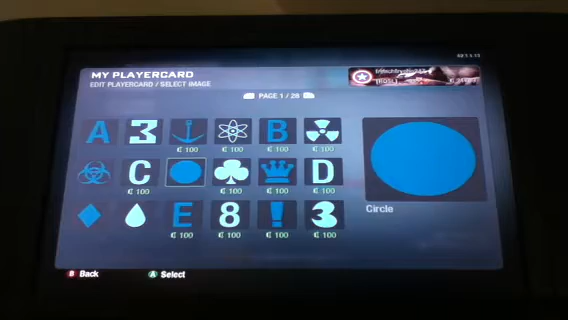 MY PLAYERCARD
EDIT PLAYERCARD / SELECT IMAGE
PAGE 1 / 28
A 3 B
₵ 100 ₵ 100 ₵ 100 ₵ 100
C D
₵ 100 ₵ 100 ₵ 100 ₵ 100
E 8 ! 3
₵ 100 ₵ 100 ₵ 100 ₵ 100
Circle
B Back
A Select